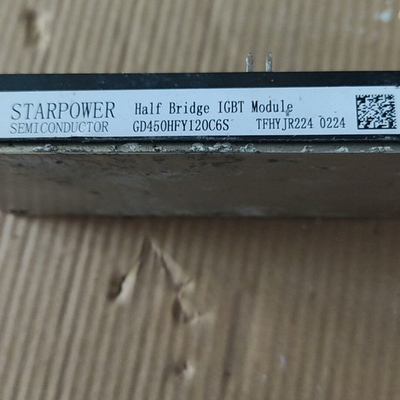 STARPOWER
SEMICONDUCTOR
Half Bridge IGBT Module
GD450HFY120C6S TFHYJR224 0224